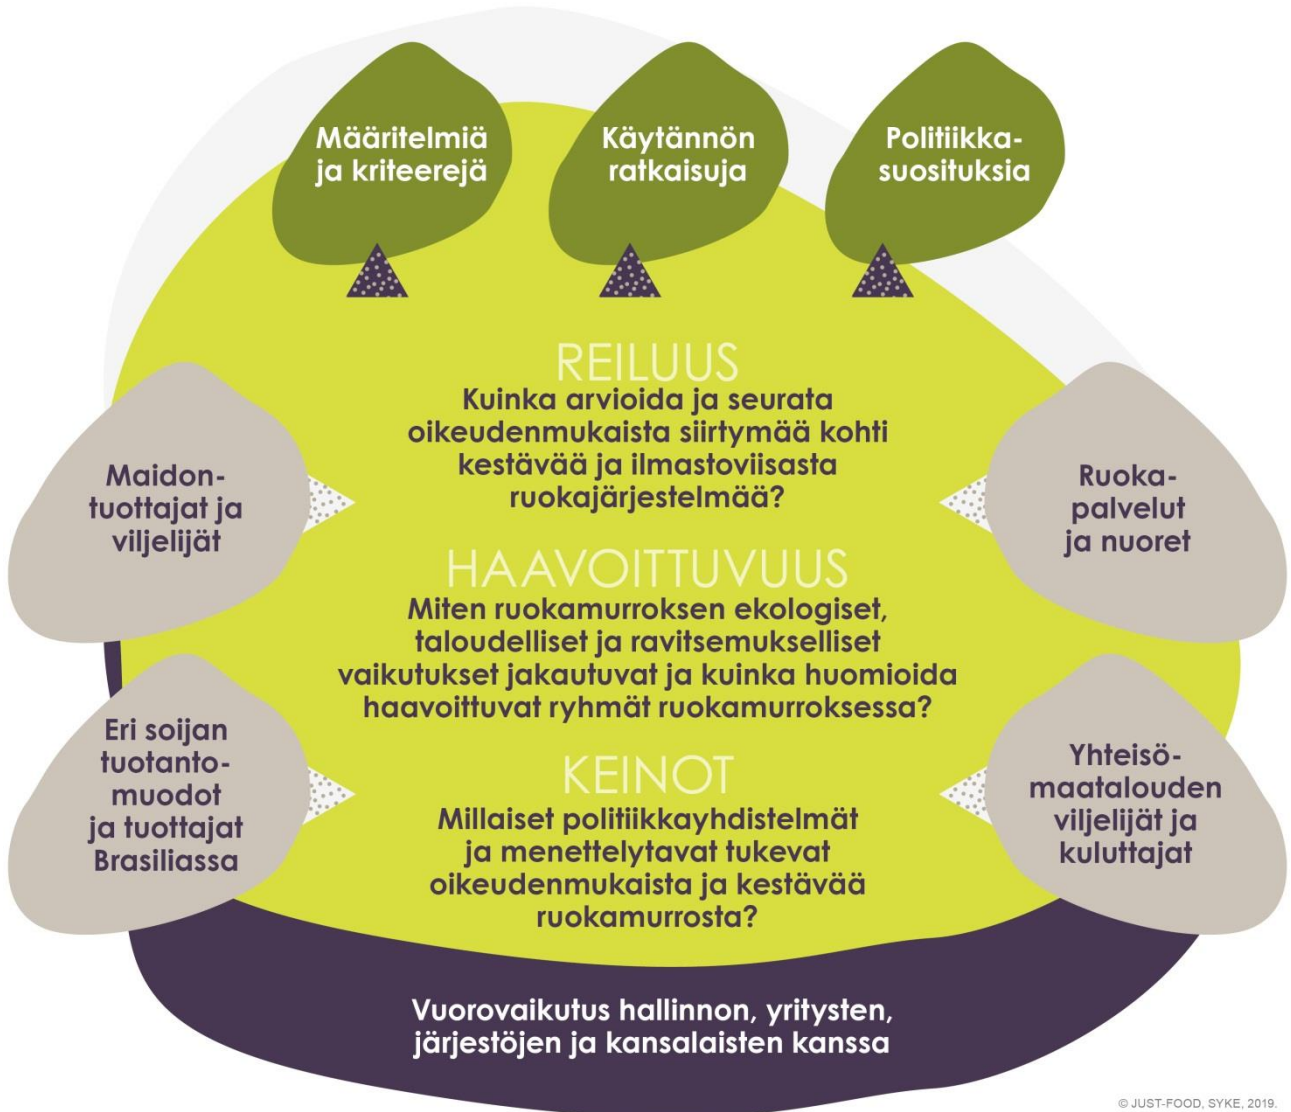 Määritelmiä
ja kriteerejä
Käytännön
ratkaisuja
Politiikka-
suosituksia
REILUUS
Kuinka arvioida ja seurata
oikeudenmukaista siirtymää kohti
kestävää ja ilmastoviisasta
ruokajärjestelmää?
Maidon-
tuottajat ja
viljelijät
Ruoka-
palvelut
ja nuoret
HAAVOITTUVUUS
Miten ruokamurroksen ekologiset,
taloudelliset ja ravitsemukselliset
vaikutukset jakautuvat ja kuinka huomioida
haavoittuvat ryhmät ruokamurroksessa?
Eri soijan
tuotanto-
muodot
ja tuottajat
Brasiliassa
KEINOT
Millaiset politiikkayhdistelmät
ja menettelytavat tukevat
oikeudenmukaista ja kestävää
ruokamurrosta?
Yhteisö-
maatalouden
viljelijät ja
kuluttajat
Vuorovaikutus hallinnon, yritysten,
järjestöjen ja kansalaisten kanssa
© JUST-FOOD, SYKE, 2019.